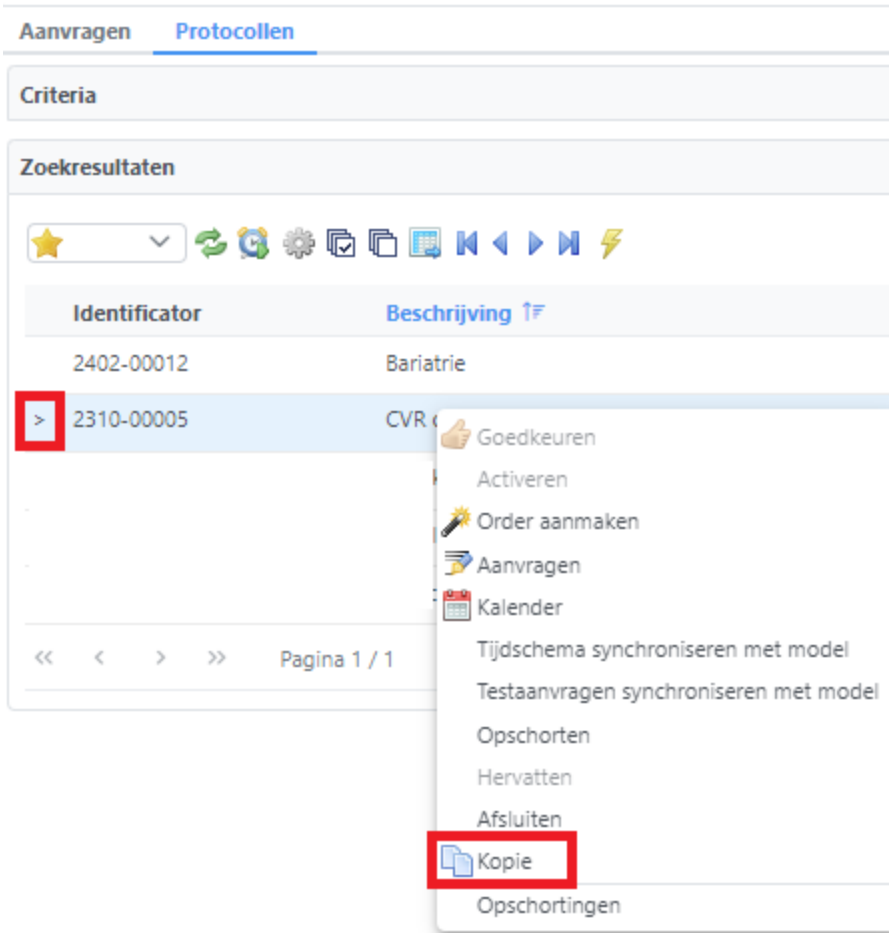 Aanvragen Protocollen
Criteria
Zoekresultaten
Identificator Beschrijving
2402-00012 Bariatrie
> 2310-00005 CVR
Goedkeuren
Activeren
Order aanmaken
Aanvragen
Kalender
Tijdschema synchroniseren met model
Testaanvragen synchroniseren met model
Opschorten
Hervatten
Afsluiten
Kopie
Opschortingen
<< < > >> Pagina 1 / 1